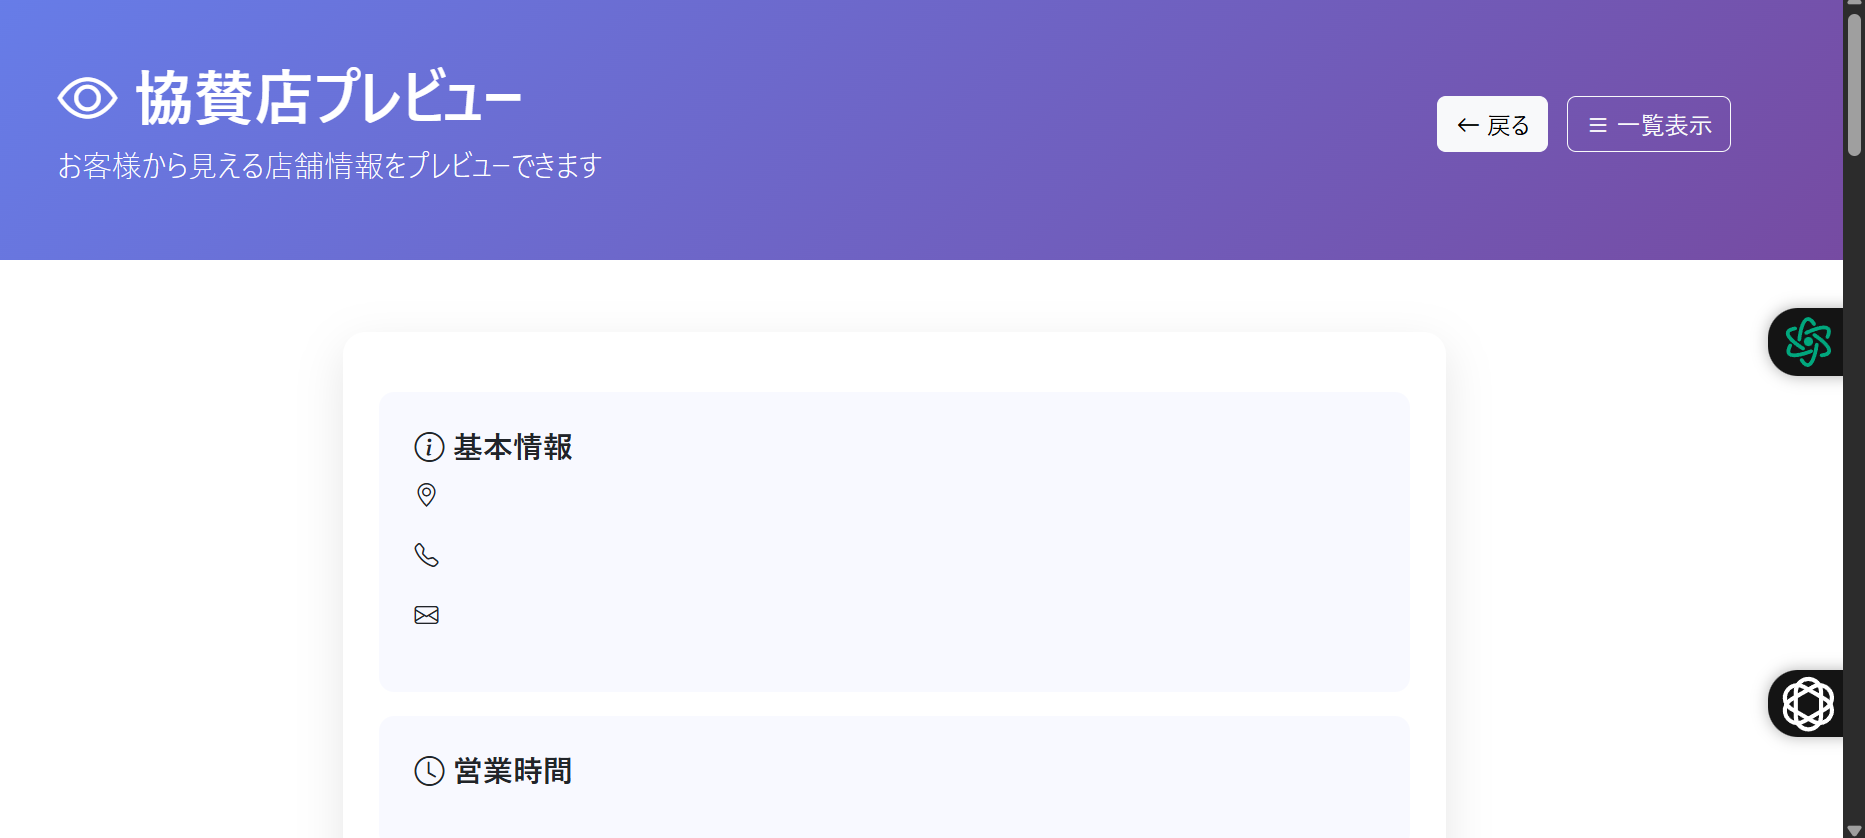 協賛店プレビュー
お客様から見える店舗情報をプレビューできます
戻る
一覧表示
基本情報
営業時間